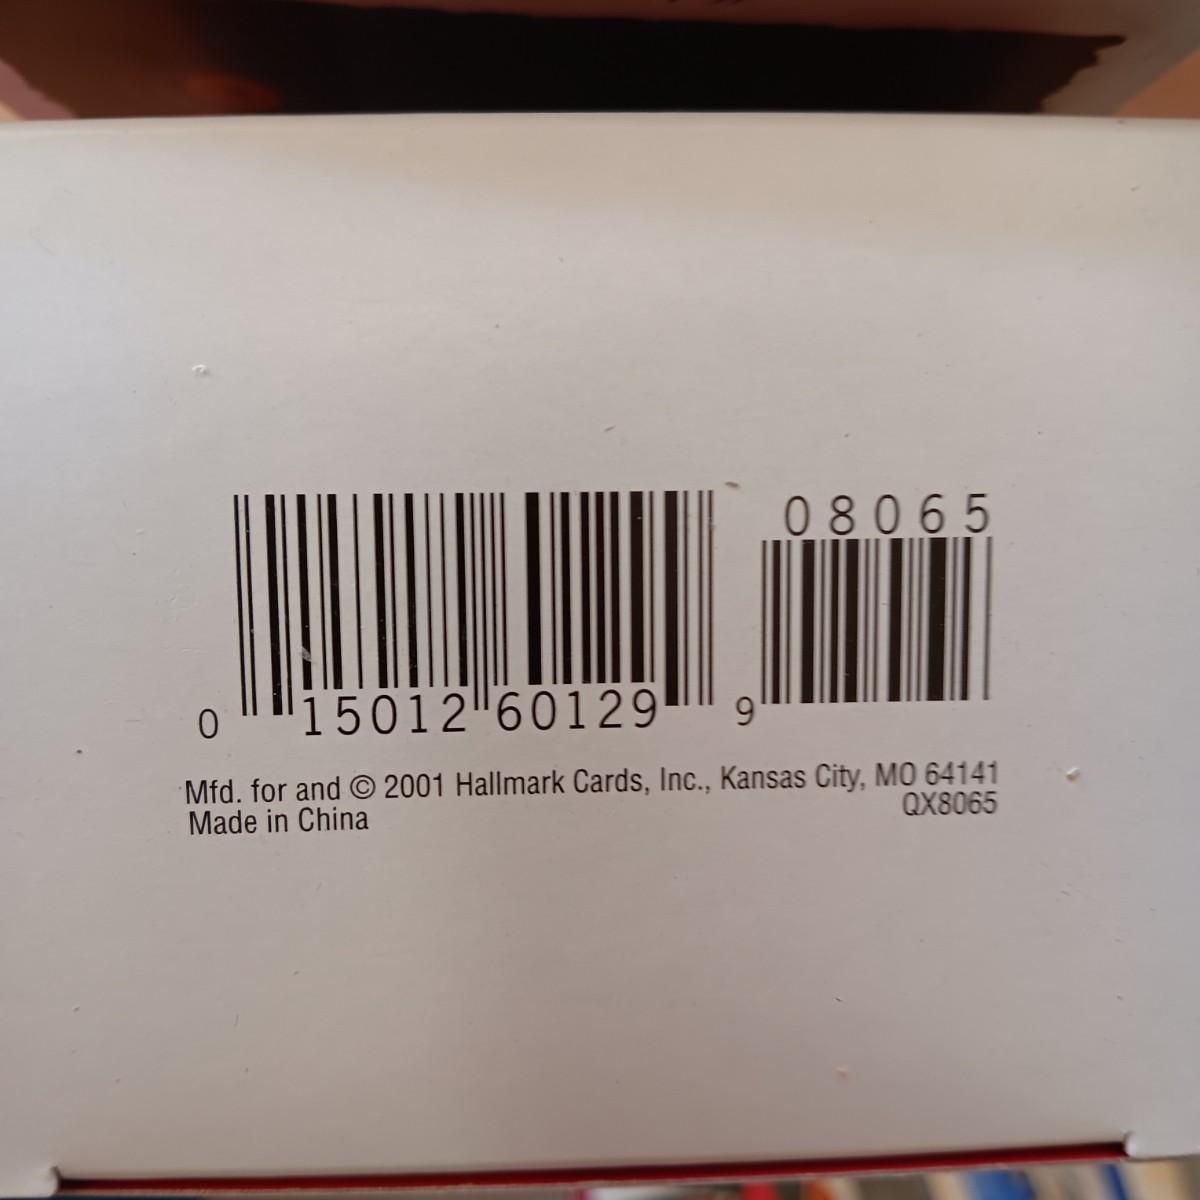 08065
0 15012 60129 9
Mfd. for and © 2001 Hallmark Cards, Inc., Kansas City, MO 64141
QX8065
Made in China